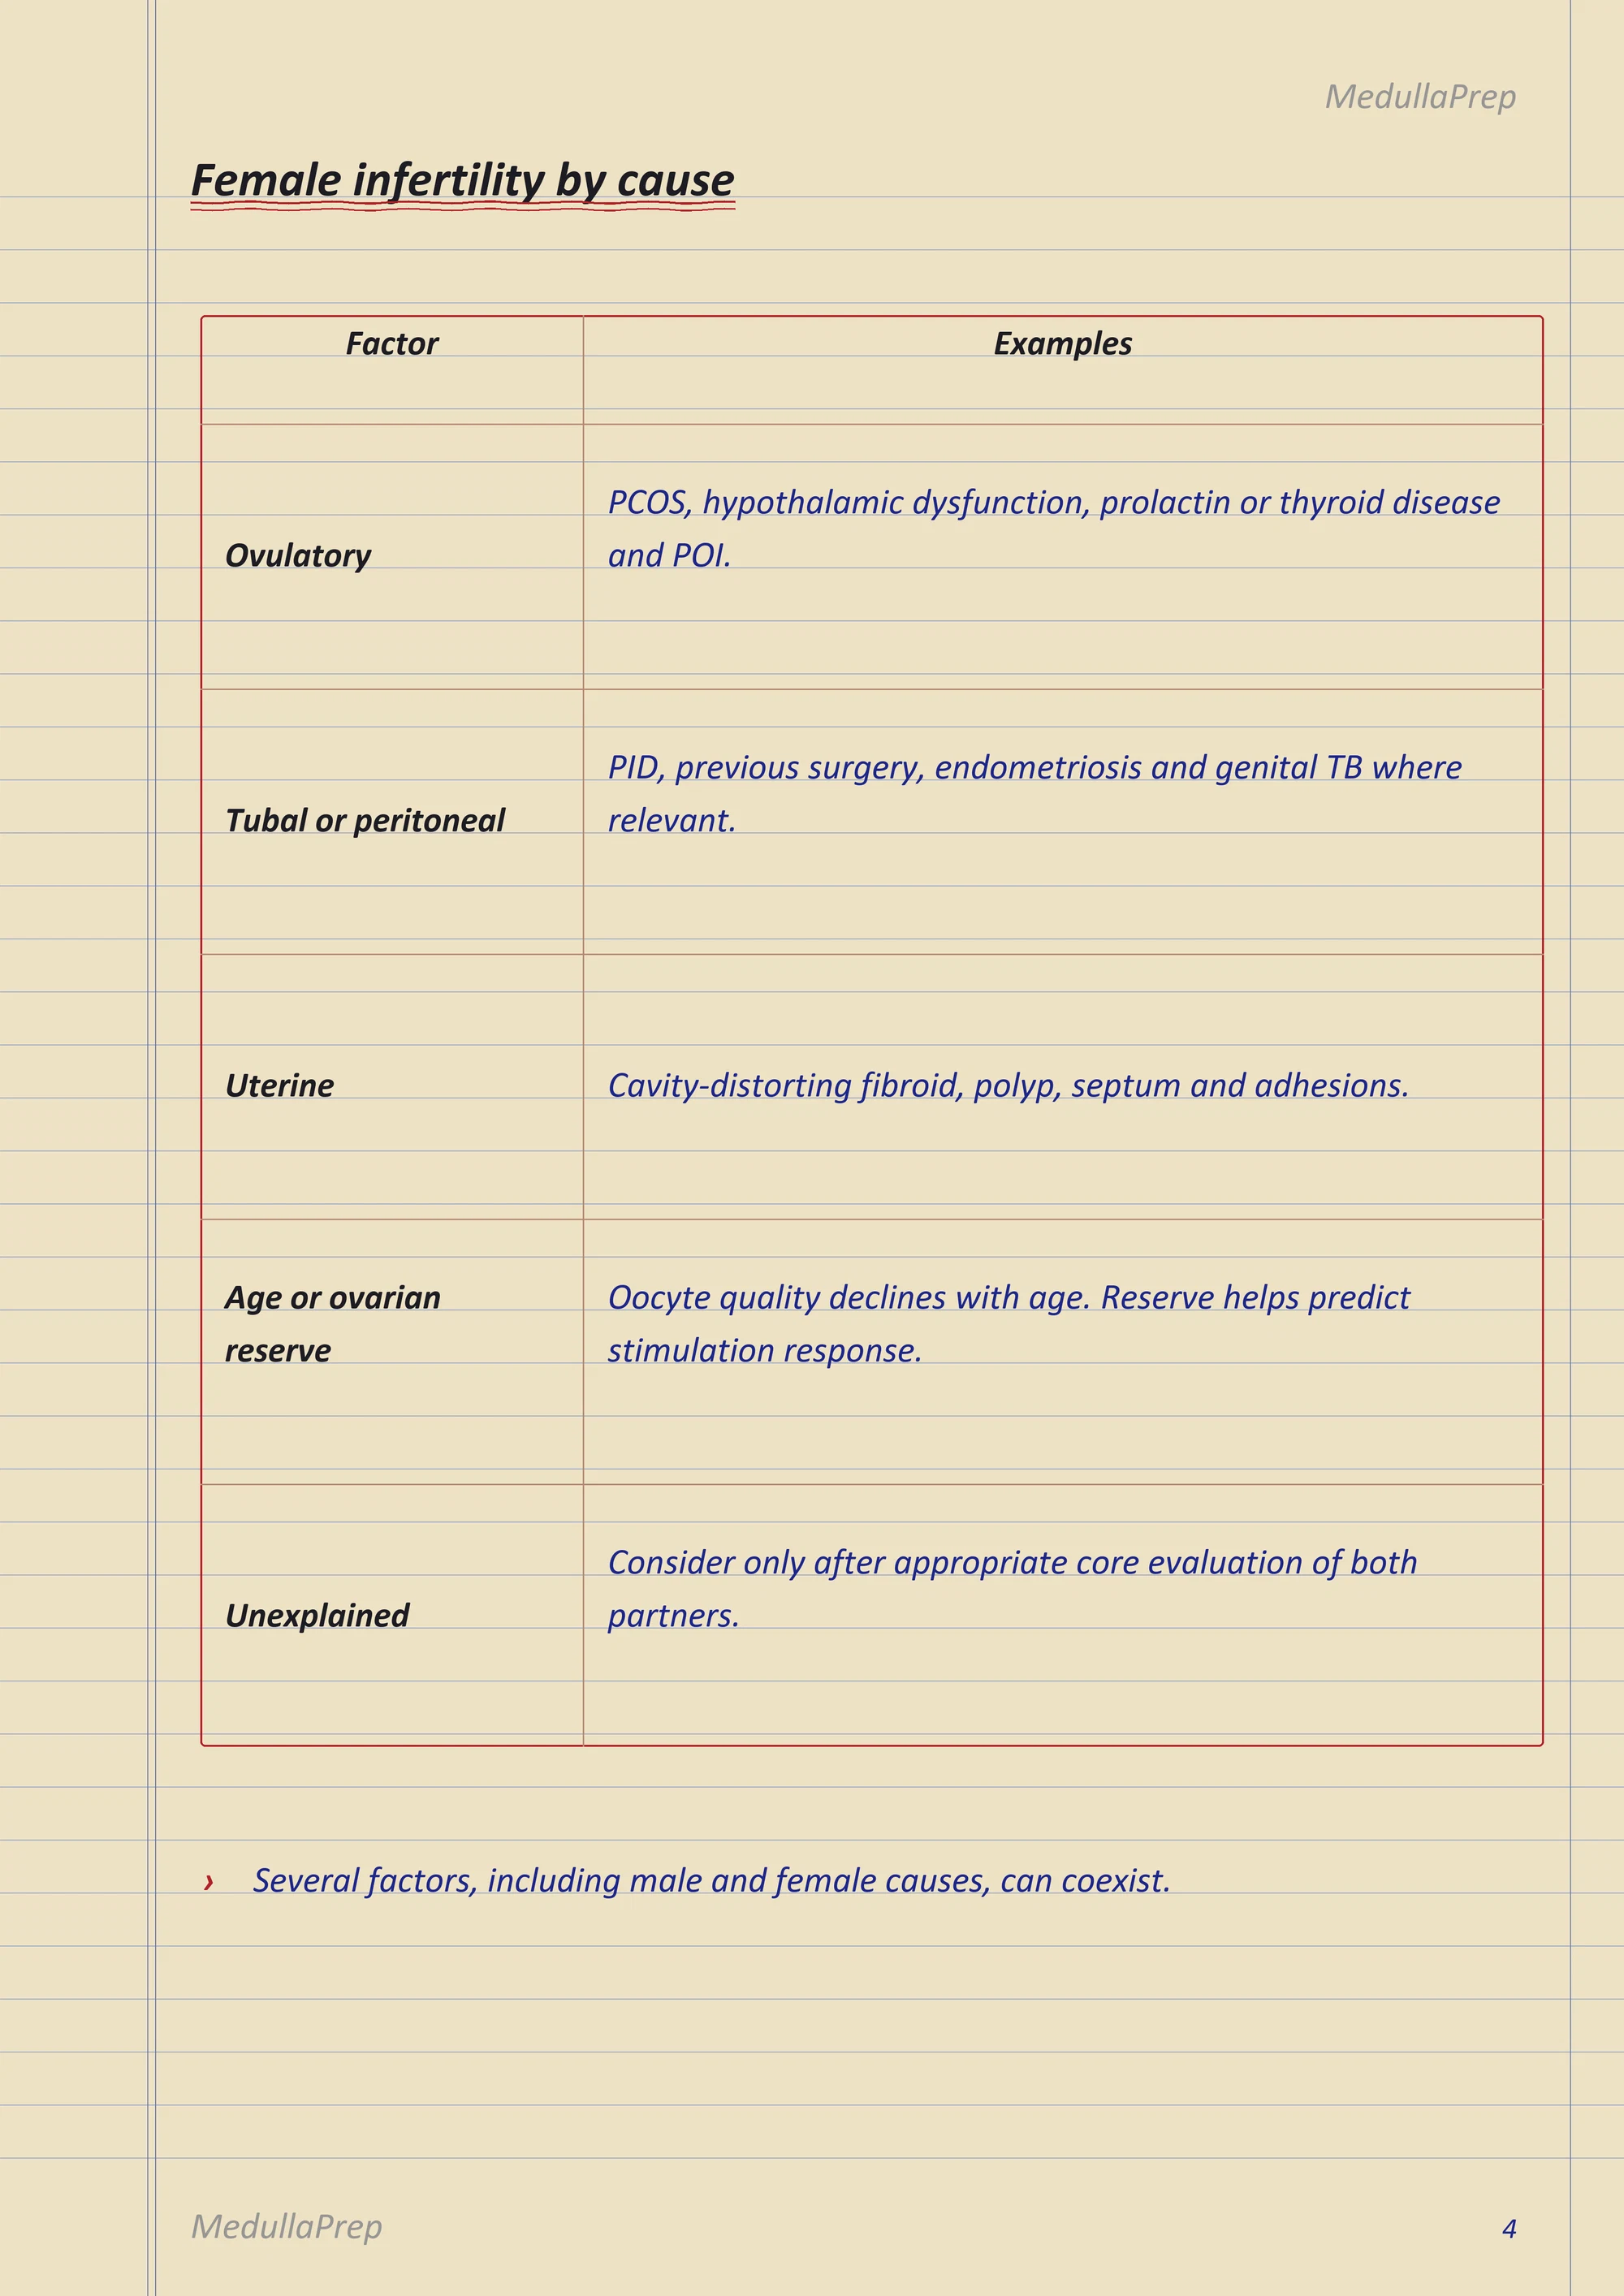 MedullaPrep
Female infertility by cause
Factor
Examples
Ovulatory
PCOS, hypothalamic dysfunction, prolactin or thyroid disease
and POI.
Tubal or peritoneal
PID, previous surgery, endometriosis and genital TB where
relevant.
Uterine
Cavity-distorting fibroid, polyp, septum and adhesions.
Age or ovarian
reserve
Oocyte quality declines with age. Reserve helps predict
stimulation response.
Unexplained
Consider only after appropriate core evaluation of both
partners.
› Several factors, including male and female causes, can coexist.
MedullaPrep
4